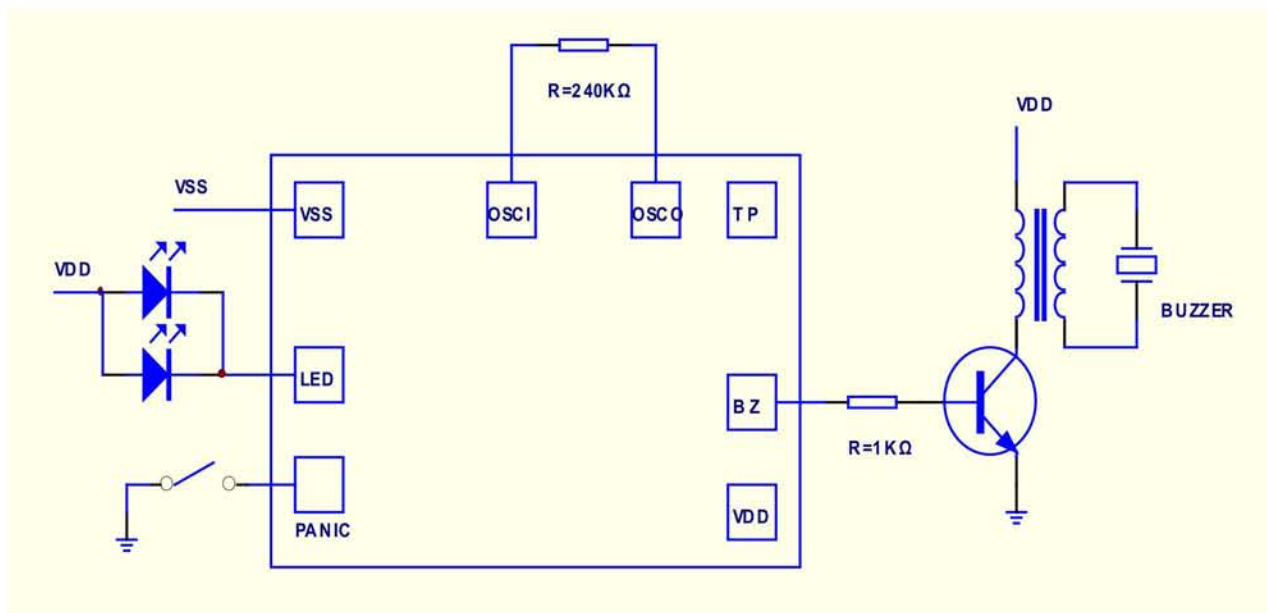 R=240KΩ
VDD
VSS
VSS
OSCI
OSCO
TP
VDD
BUZZER
LED
BZ
R=1KΩ
VDD
PANIC